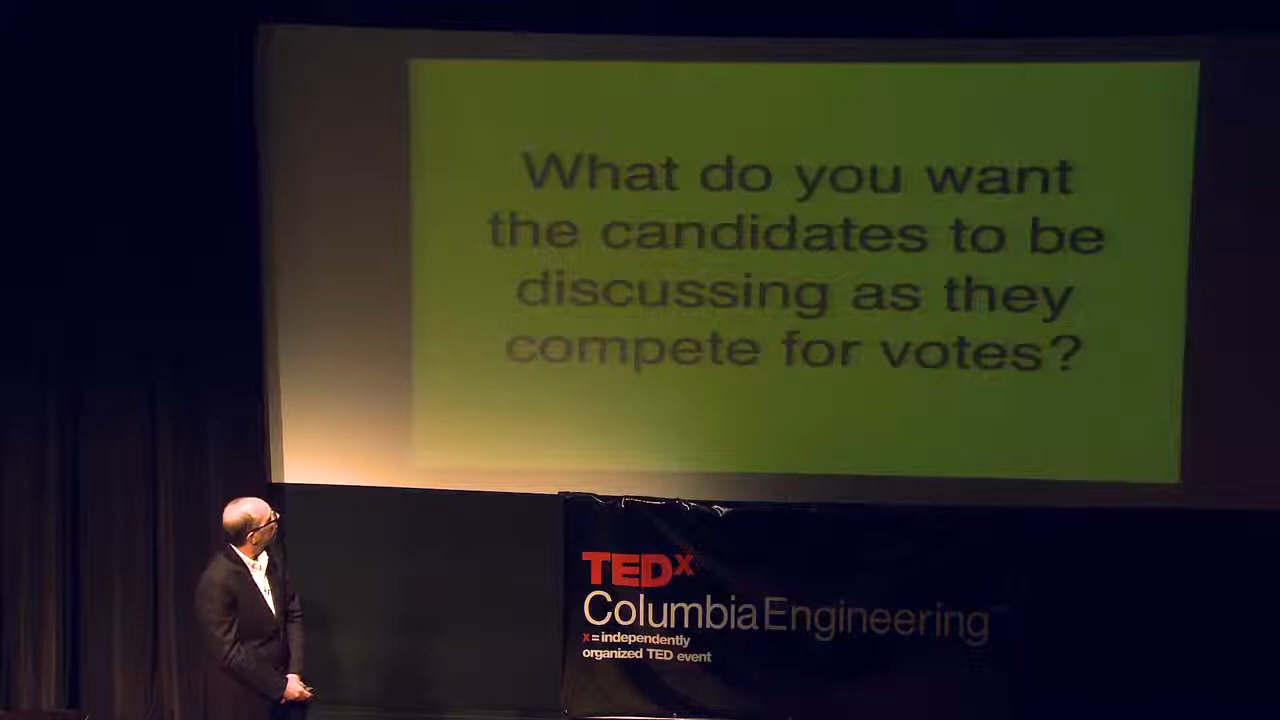 What do you want
the candidates to be
discussing as they
compete for votes?
TEDx
ColumbiaEngineering
x = independently
organized TED event